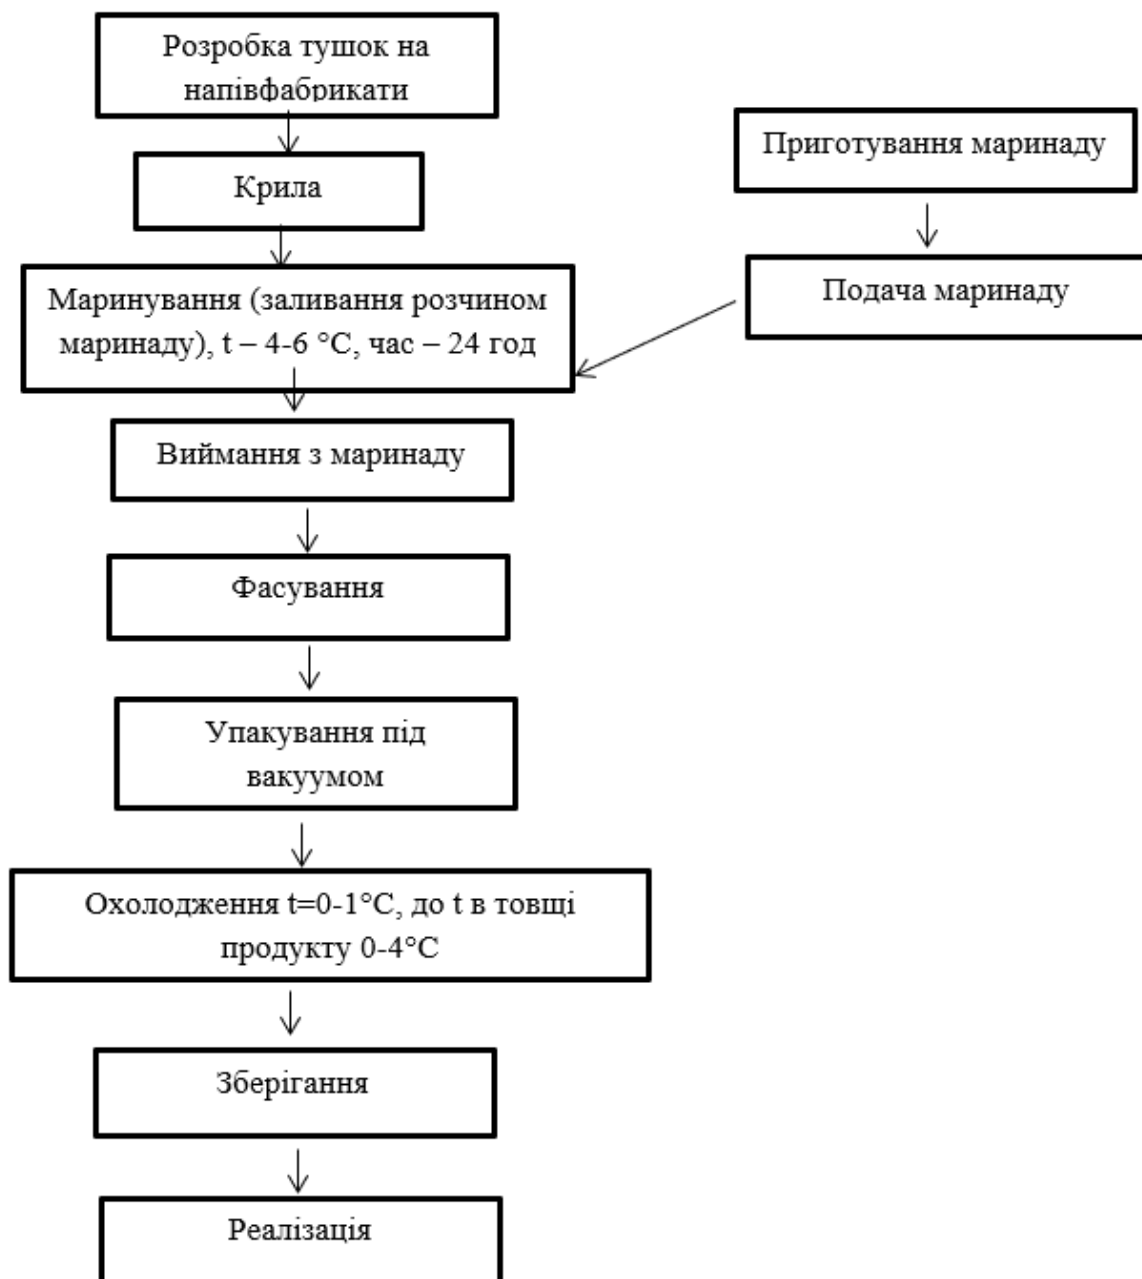 Розробка тушок на
напівфабрикати
Крила
Приготування маринаду
Подача маринаду
Маринування (заливання розчином
маринаду), t – 4-6 °С, час – 24 год
Виймання з маринаду
Фасування
Упакування під
вакуумом
Охолодження t=0-1°С, до t в товщі
продукту 0-4°С
Зберігання
Реалізація